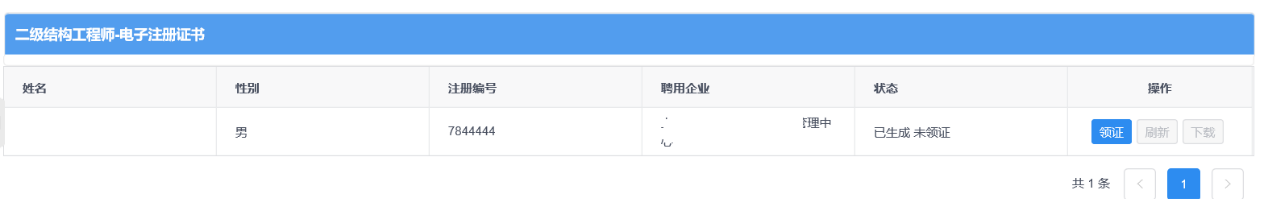 二级结构工程师-电子注册证书
姓名 性别 注册编号 聘用企业 状态 操作
男 7844444 理中 已生成 未领证 领证 刷新 下载
心
共 1 条 < 1 >